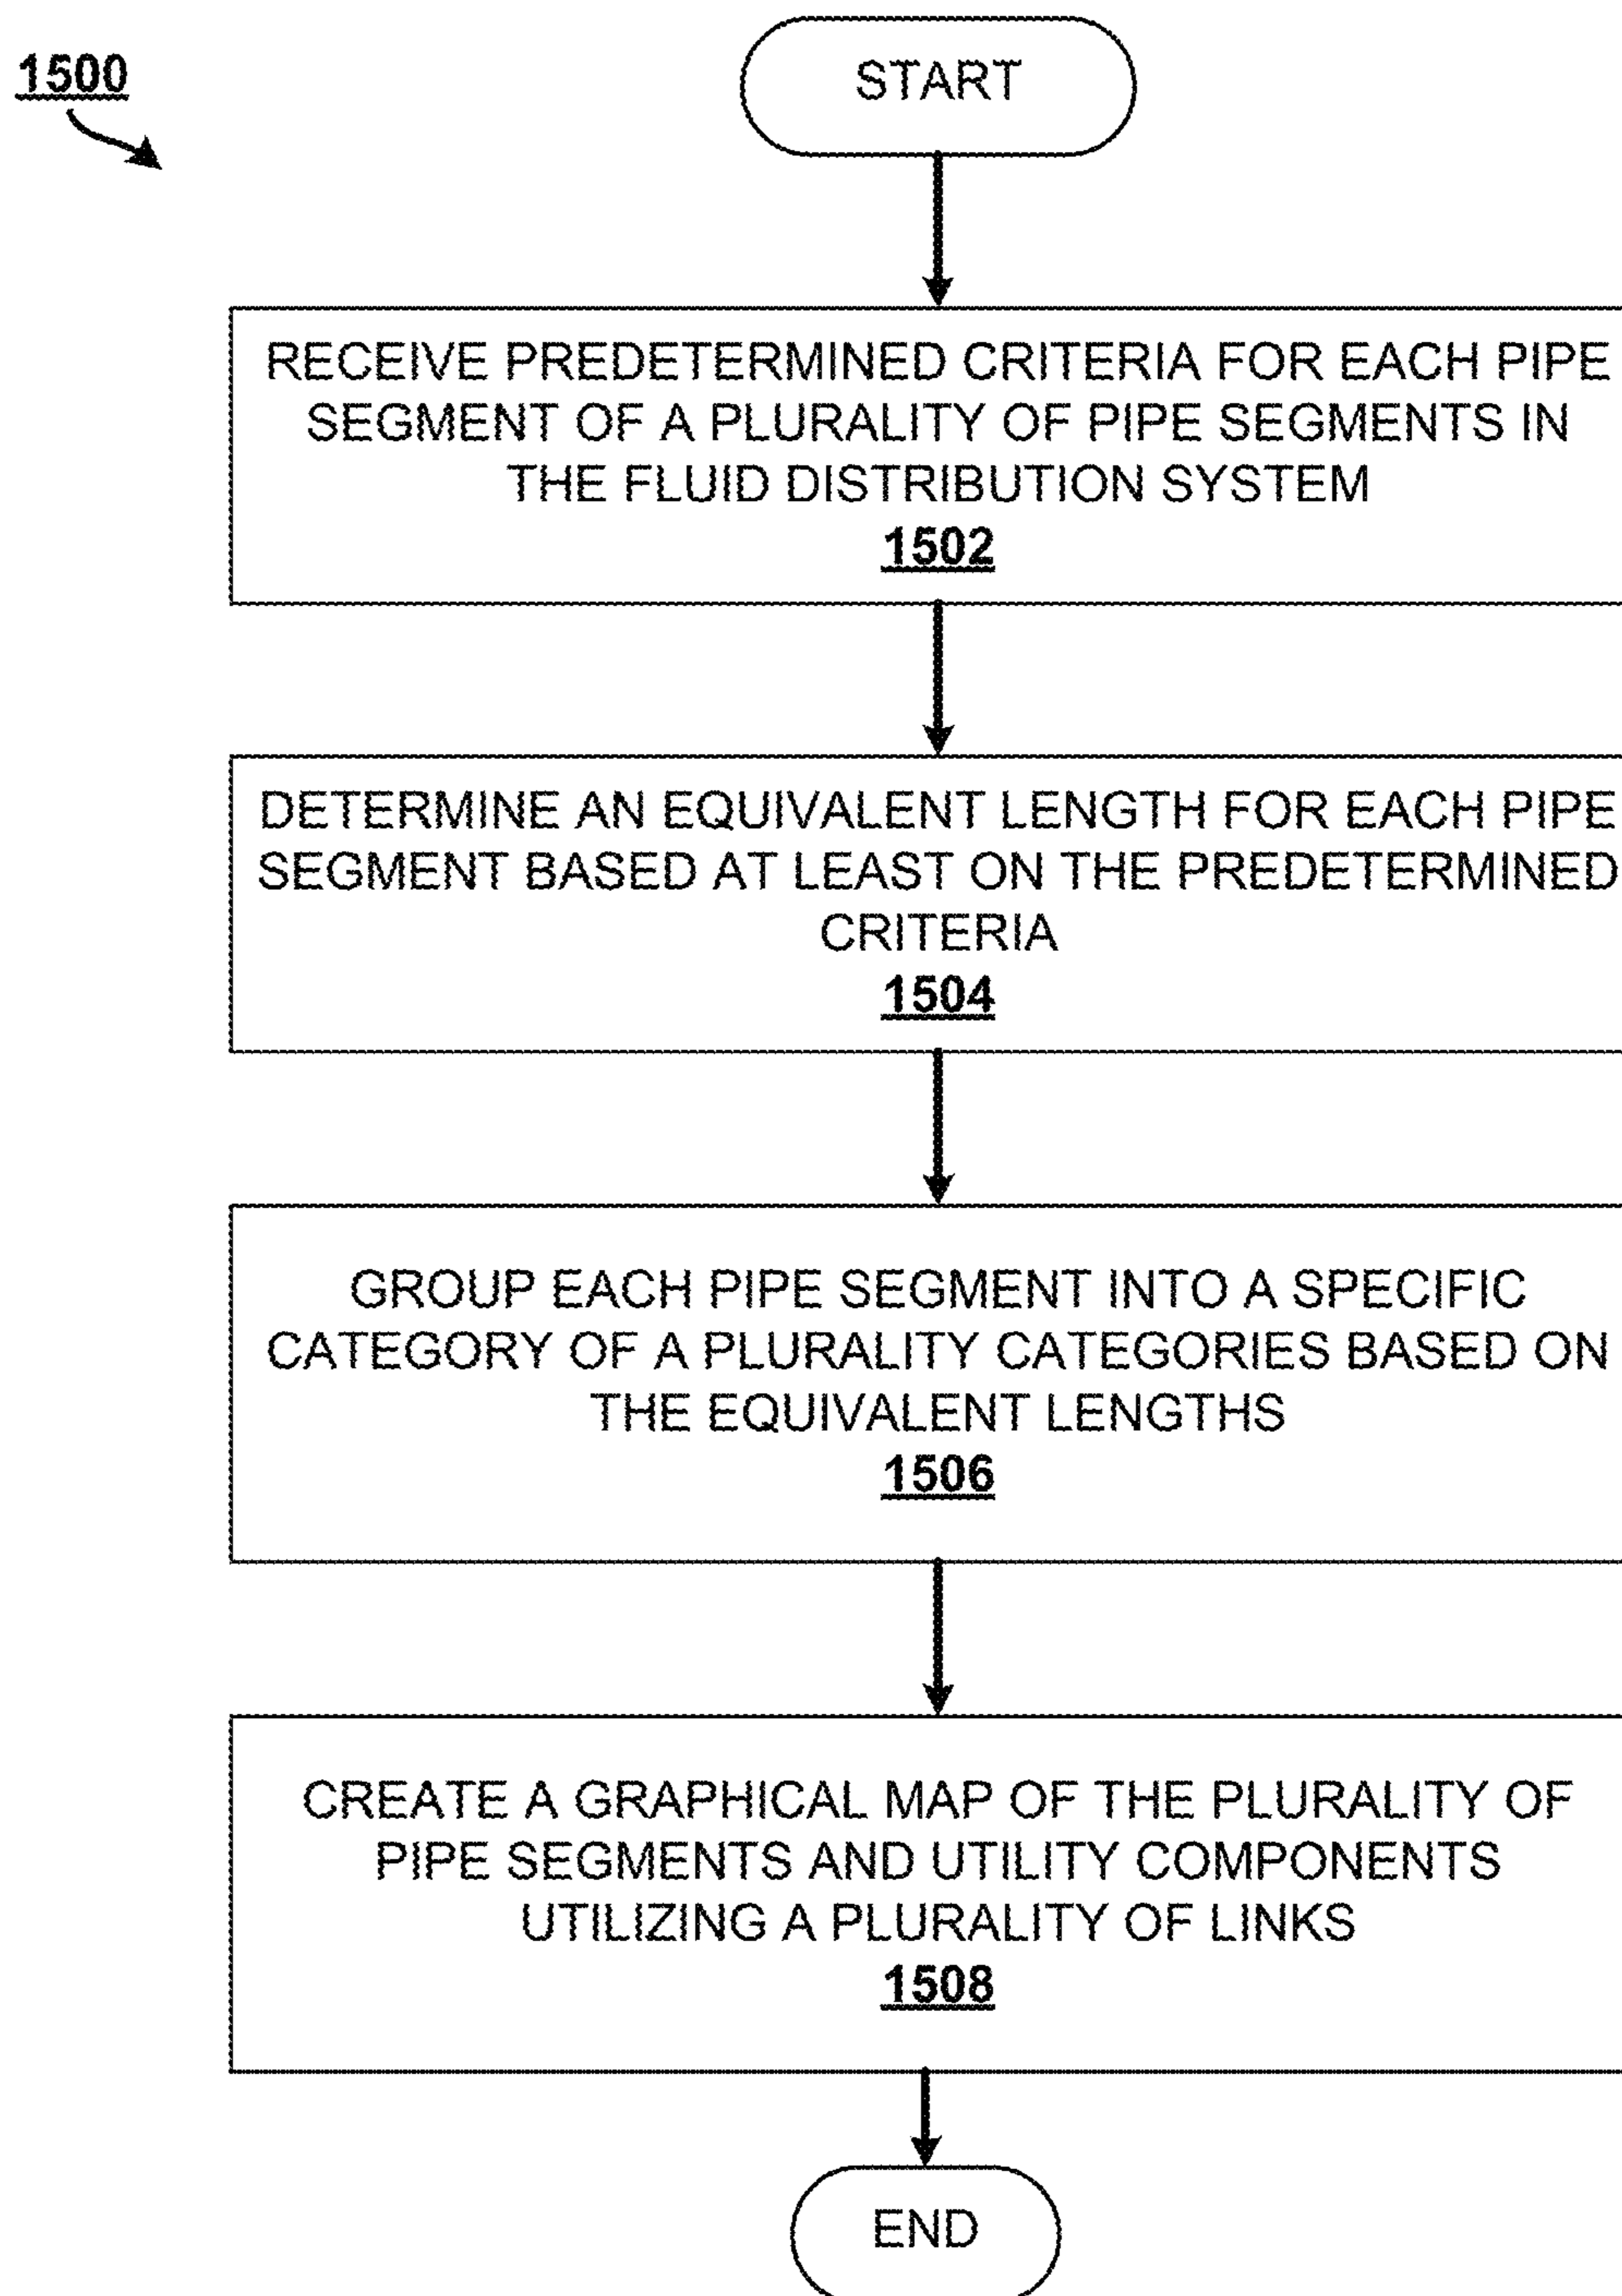 1500
START
RECEIVE PREDETERMINED CRITERIA FOR EACH PIPE
SEGMENT OF A PLURALITY OF PIPE SEGMENTS IN
THE FLUID DISTRIBUTION SYSTEM
1502
DETERMINE AN EQUIVALENT LENGTH FOR EACH PIPE
SEGMENT BASED AT LEAST ON THE PREDETERMINED
CRITERIA
1504
GROUP EACH PIPE SEGMENT INTO A SPECIFIC
CATEGORY OF A PLURALITY CATEGORIES BASED ON
THE EQUIVALENT LENGTHS
1506
CREATE A GRAPHICAL MAP OF THE PLURALITY OF
PIPE SEGMENTS AND UTILITY COMPONENTS
UTILIZING A PLURALITY OF LINKS
1508
END